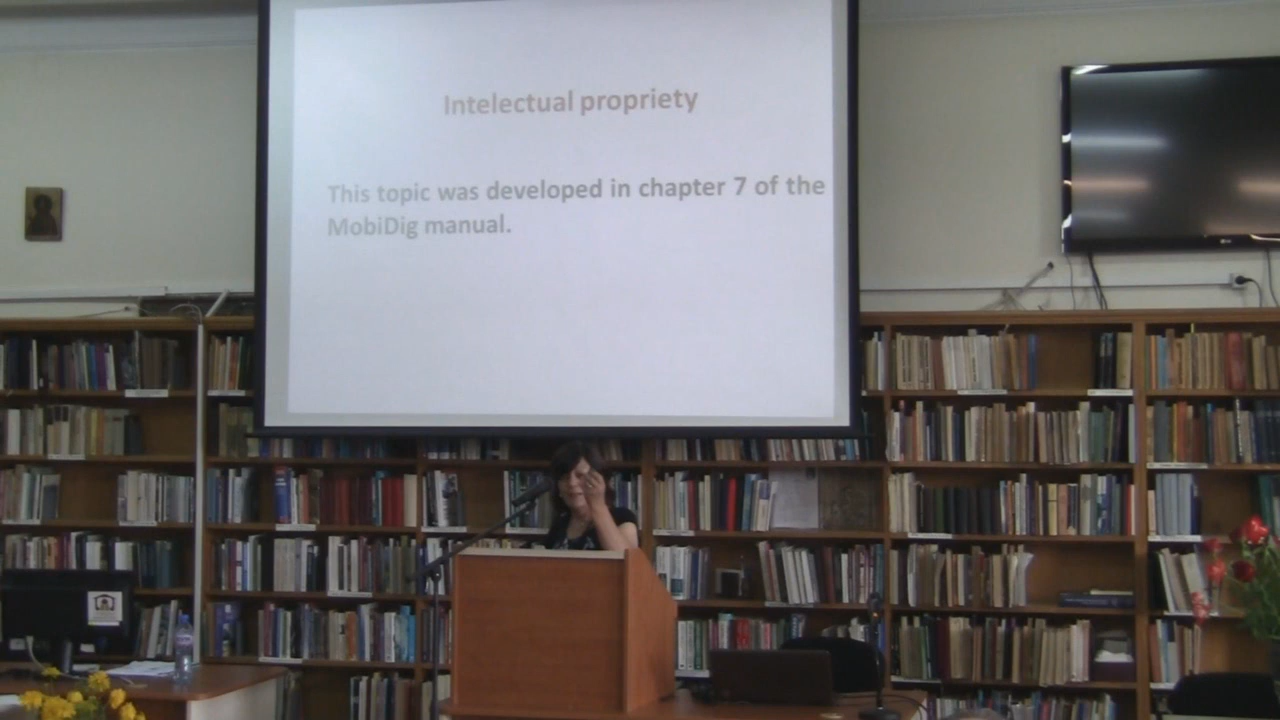 Intelectual propriety
This topic was developed in chapter 7 of the
MobiDig manual.